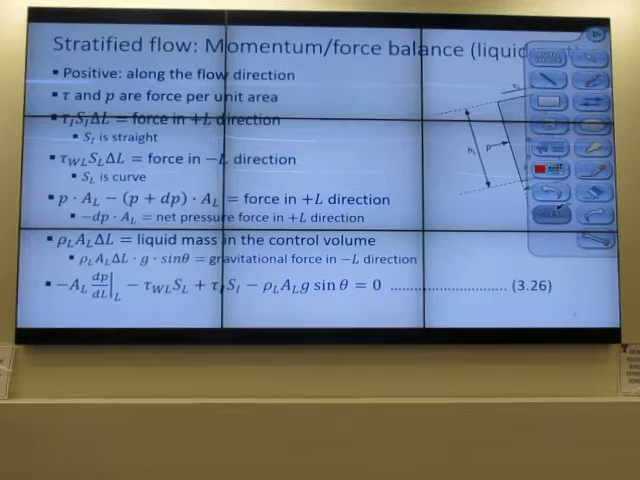 Stratified flow: Momentum/force balance (liquid
▪ Positive: along the flow direction
▪ τ and p are force per unit area
▪ τ_I S_I ΔL = force in +L direction
▪ S_I is straight
▪ τ_WL S_L ΔL = force in −L direction
▪ S_L is curve
▪ p · A_L − (p + dp) · A_L = force in +L direction
▪ −dp · A_L = net pressure force in +L direction
▪ ρ_L A_L ΔL = liquid mass in the control volume
▪ ρ_L A_L ΔL · g · sinθ = gravitational force in −L direction
▪ −A_L dp/dL|_L − τ_WL S_L + τ_I S_I − ρ_L A_L g sin θ = 0 .............................. (3.26)
h_L
p